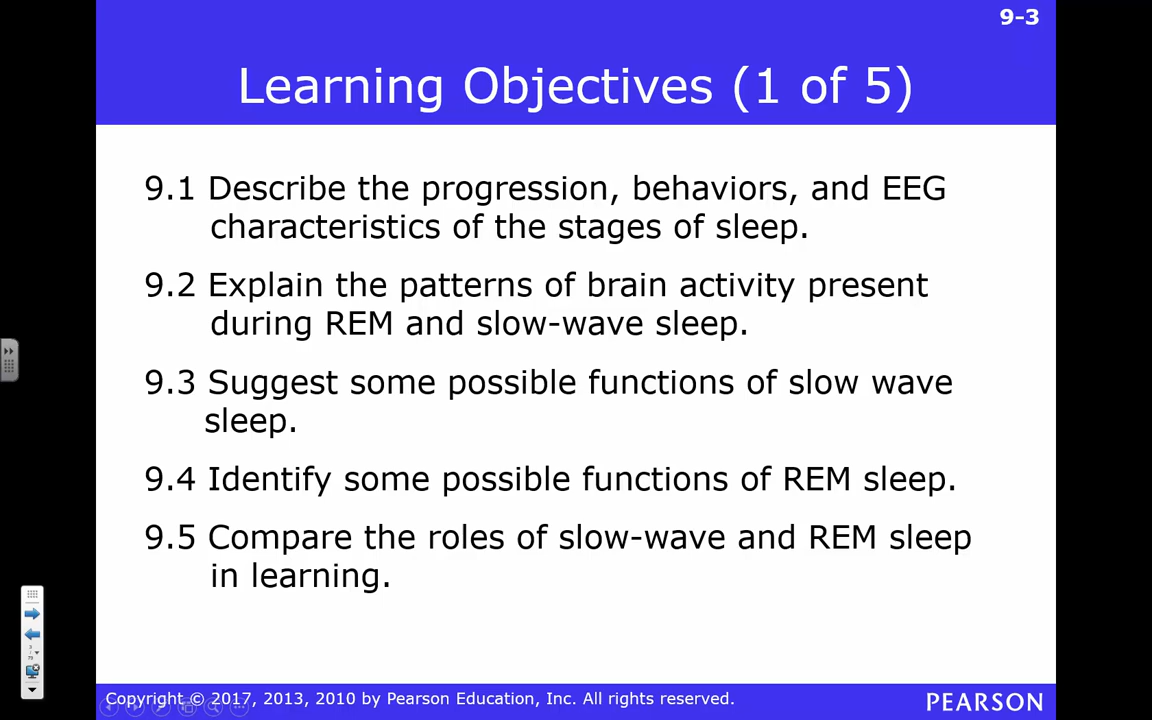 9-3
Learning Objectives (1 of 5)
9.1 Describe the progression, behaviors, and EEG
characteristics of the stages of sleep.
9.2 Explain the patterns of brain activity present
during REM and slow-wave sleep.
9.3 Suggest some possible functions of slow wave
sleep.
9.4 Identify some possible functions of REM sleep.
9.5 Compare the roles of slow-wave and REM sleep
in learning.
Copyright © 2017, 2013, 2010 by Pearson Education, Inc. All rights reserved.
PEARSON